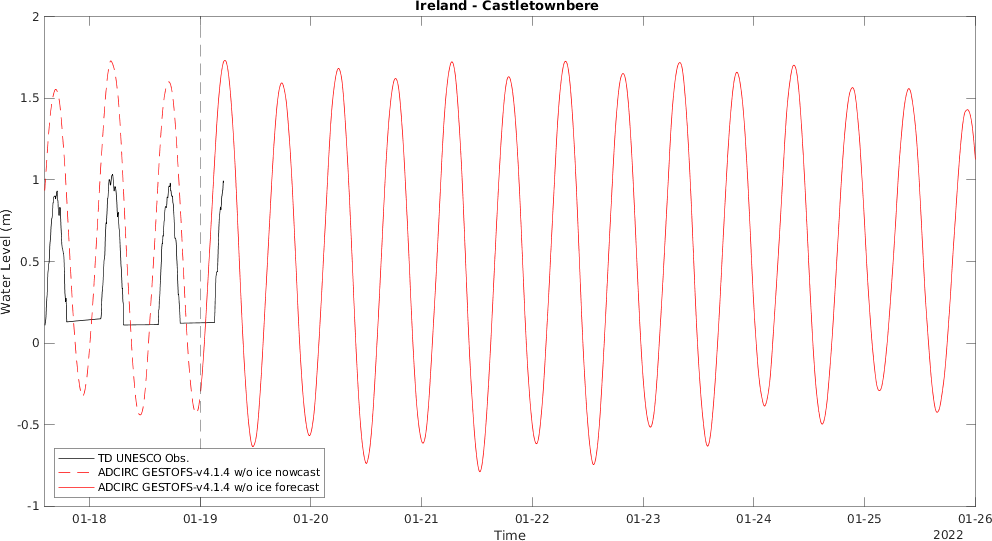 Ireland - Castletownbere
2
1.5
1
0.5
0
-0.5
-1
Water Level (m)
TD UNESCO Obs.
ADCIRC GESTOFS-v4.1.4 w/o ice nowcast
ADCIRC GESTOFS-v4.1.4 w/o ice forecast
01-18 01-19 01-20 01-21 01-22 01-23 01-24 01-25 01-26
Time
2022